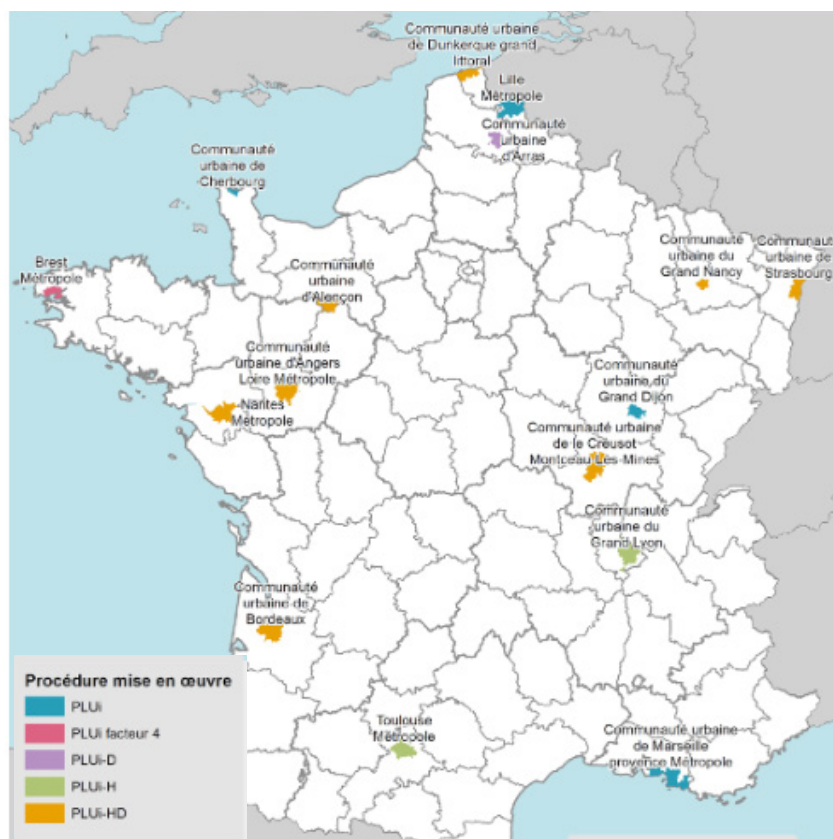 Communauté urbaine
de Dunkerque grand
littoral
Lille
Métropole
Communauté
urbaine
d'Arras
Communauté
urbaine de
Cherbourg
Brest
Métropole
Communauté
urbaine
d'Alençon
Communauté
urbaine du
Grand Nancy
Communauté
urbaine de
Strasbourg
Communauté
urbaine d'Angers
Loire Métropole
Nantes
Métropole
Communauté
urbaine du
Grand Dijon
Communauté urbaine
de le Creusot
Montceau Les-Mines
Communauté
urbaine du
Grand Lyon
Communauté
urbaine de
Bordeaux
Toulouse
Métropole
Communauté urbaine
de Marseille
provence Métropole
Procédure mise en œuvre
PLUi
PLUi facteur 4
PLUi-D
PLUi-H
PLUi-HD